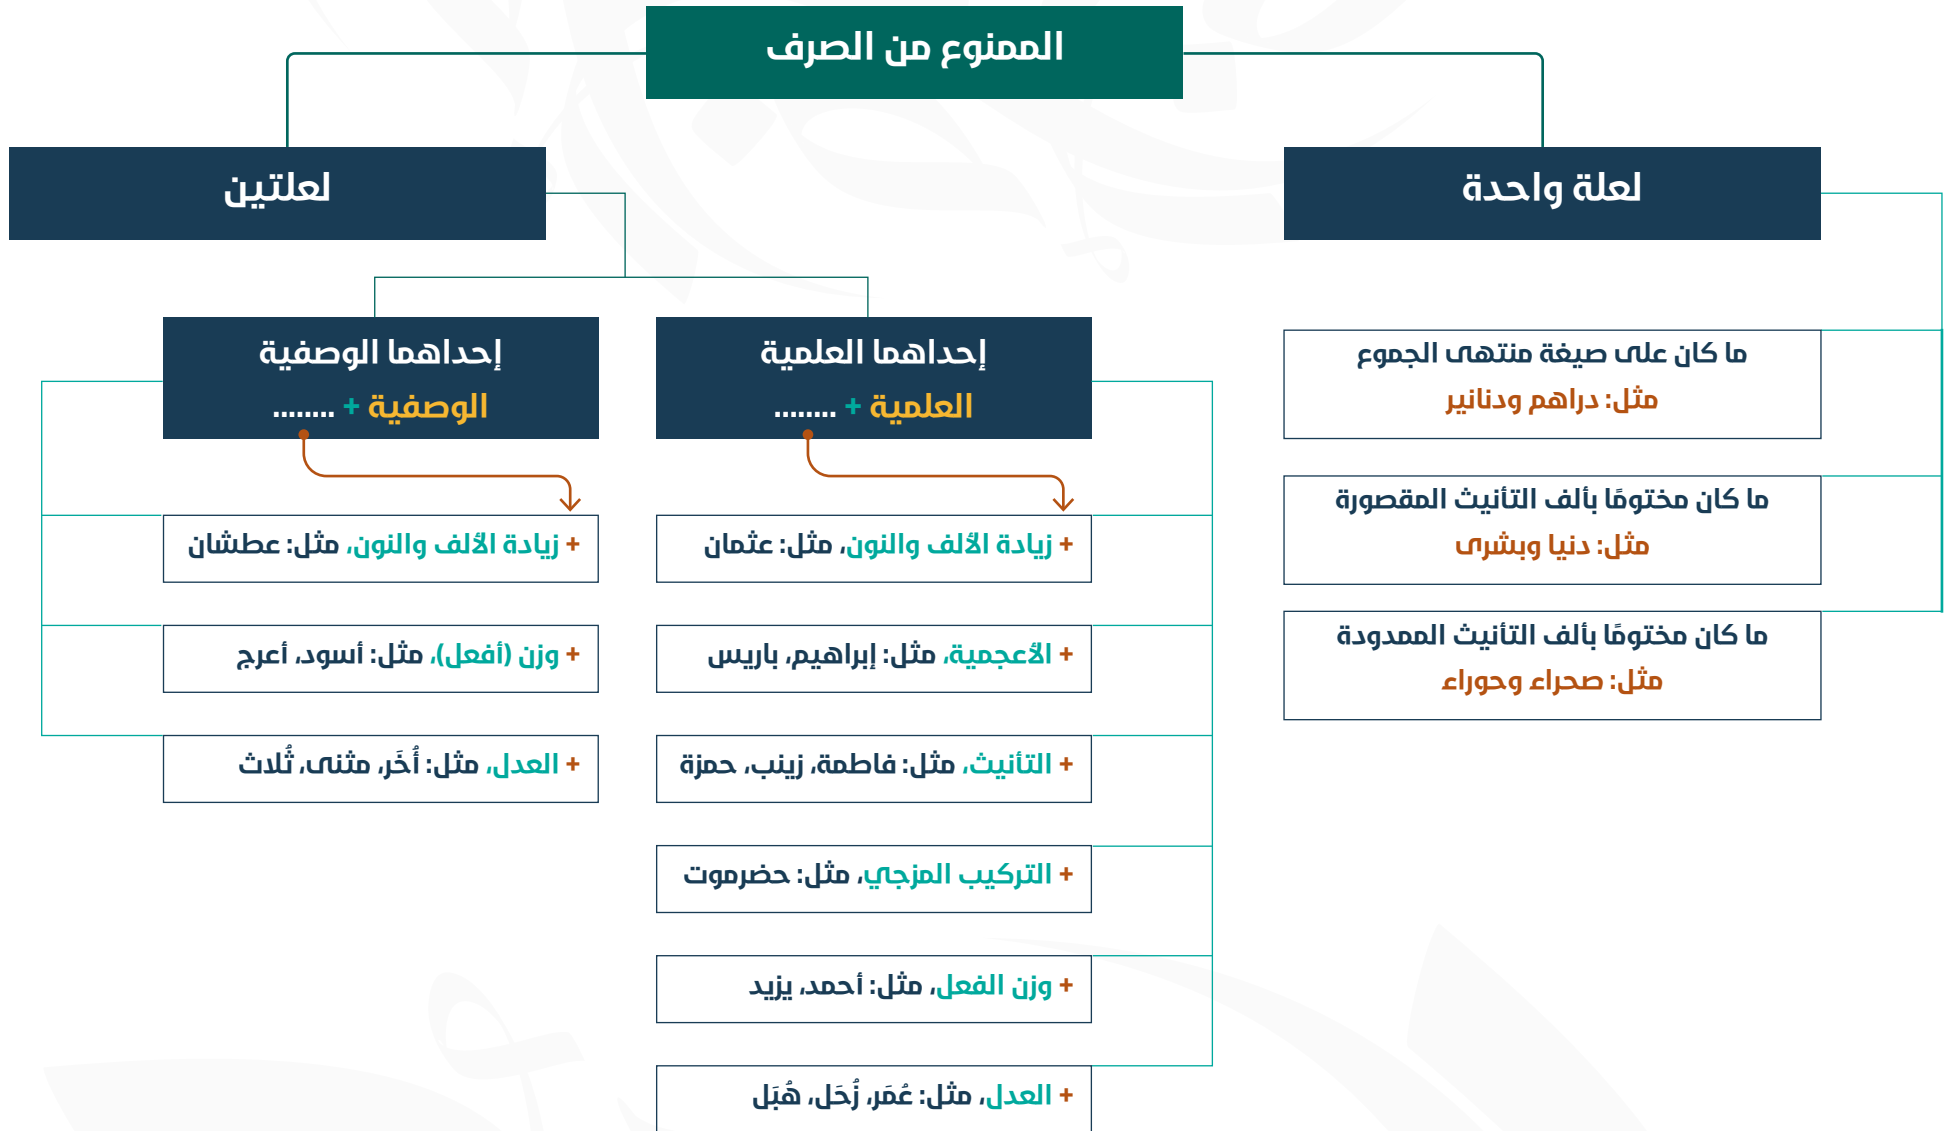 الممنوع من الصرف
لعلة واحدة
ما كان على صيغة منتهى الجموع
مثل: دراهم ودنانير
ما كان مختومًا بألف التأنيث المقصورة
مثل: دنيا وبشرى
ما كان مختومًا بألف التأنيث الممدودة
مثل: صحراء وحوراء
لعلتين
إحداهما العلمية
العلمية + ........
+ زيادة الألف والنون، مثل: عثمان
+ الأعجمية، مثل: إبراهيم، باريس
+ التأنيث، مثل: فاطمة، زينب، حمزة
+ التركيب المزجي، مثل: حضرموت
+ وزن الفعل، مثل: أحمد، يزيد
+ العدل، مثل: عُمَر، زُحَل، هُبَل
إحداهما الوصفية
الوصفية + ........
+ زيادة الألف والنون، مثل: عطشان
+ وزن (أفعل)، مثل: أسود، أعرج
+ العدل، مثل: أُخَر، مثنى، ثُلاث